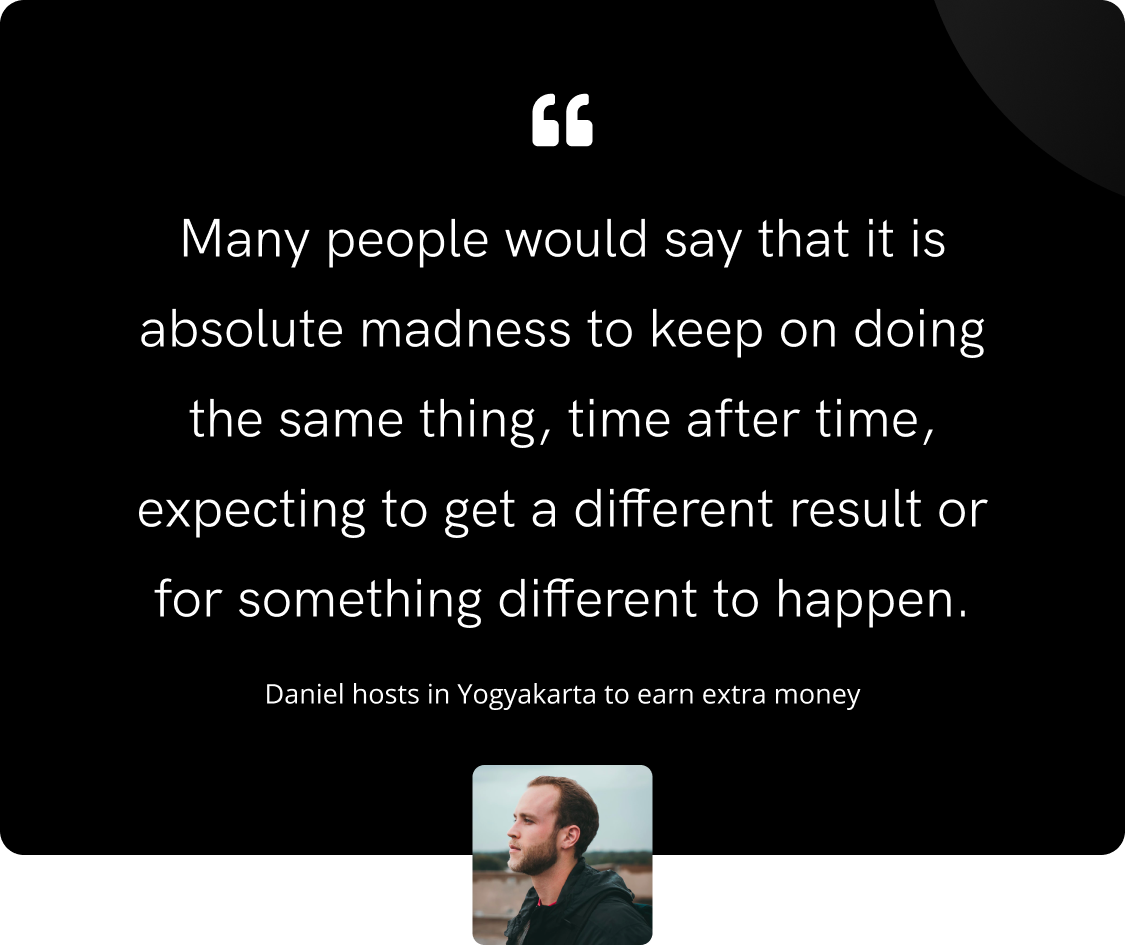 “
Many people would say that it is
absolute madness to keep on doing
the same thing, time after time,
expecting to get a different result or
for something different to happen.
Daniel hosts in Yogyakarta to earn extra money